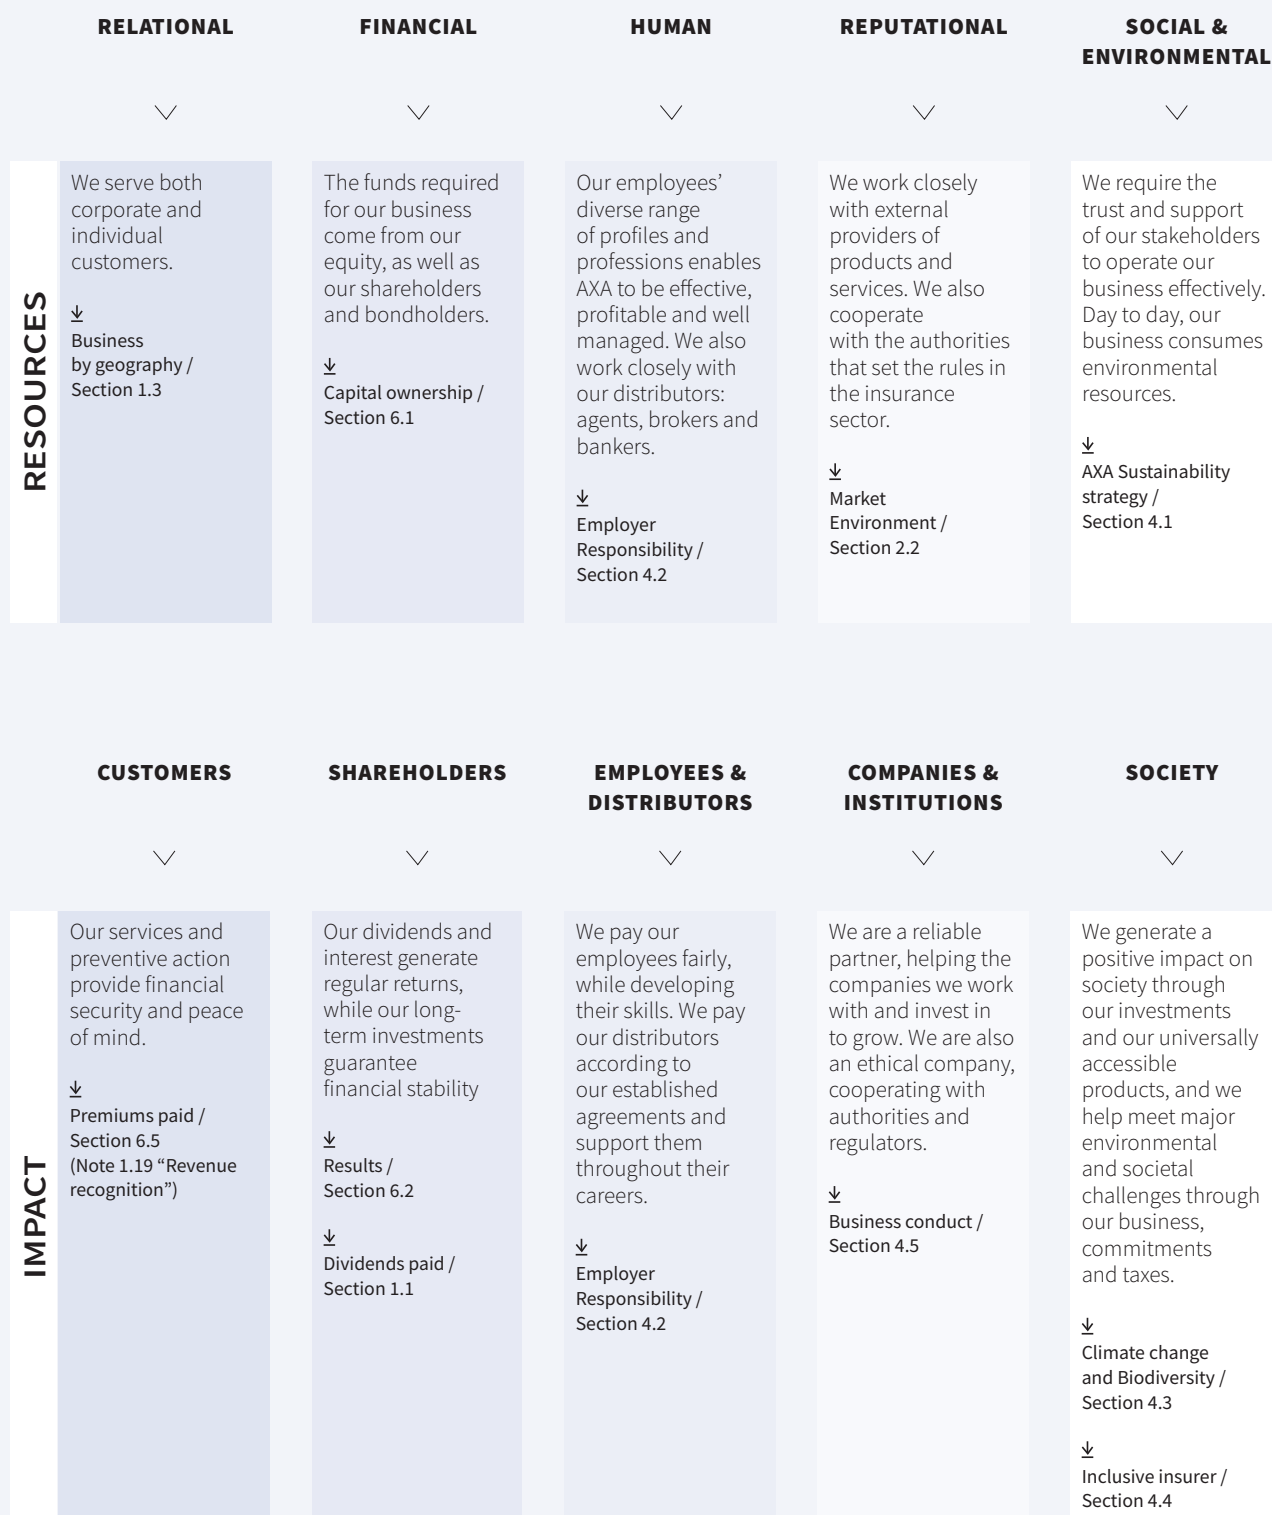 RELATIONAL
FINANCIAL
HUMAN
REPUTATIONAL
SOCIAL &
ENVIRONMENTAL
RESOURCES
We serve both
corporate and
individual
customers.
Business
by geography /
Section 1.3
The funds required
for our business
come from our
equity, as well as
our shareholders
and bondholders.
Capital ownership /
Section 6.1
Our employees’
diverse range
of profiles and
professions enables
AXA to be effective,
profitable and well
managed. We also
work closely with
our distributors:
agents, brokers and
bankers.
Employer
Responsibility /
Section 4.2
We work closely
with external
providers of
products and
services. We also
cooperate
with the authorities
that set the rules in
the insurance
sector.
Market
Environment /
Section 2.2
We require the
trust and support
of our stakeholders
to operate our
business effectively.
Day to day, our
business consumes
environmental
resources.
AXA Sustainability
strategy /
Section 4.1
CUSTOMERS
SHAREHOLDERS
EMPLOYEES &
DISTRIBUTORS
COMPANIES &
INSTITUTIONS
SOCIETY
IMPACT
Our services and
preventive action
provide financial
security and peace
of mind.
Premiums paid /
Section 6.5
(Note 1.19 “Revenue
recognition”)
Our dividends and
interest generate
regular returns,
while our long-
term investments
guarantee
financial stability
Results /
Section 6.2
Dividends paid /
Section 1.1
We pay our
employees fairly,
while developing
their skills. We pay
our distributors
according to
our established
agreements and
support them
throughout their
careers.
Employer
Responsibility /
Section 4.2
We are a reliable
partner, helping the
companies we work
with and invest in
to grow. We are also
an ethical company,
cooperating with
authorities and
regulators.
Business conduct /
Section 4.5
We generate a
positive impact on
society through
our investments
and our universally
accessible
products, and we
help meet major
environmental
and societal
challenges through
our business,
commitments
and taxes.
Climate change
and Biodiversity /
Section 4.3
Inclusive insurer /
Section 4.4